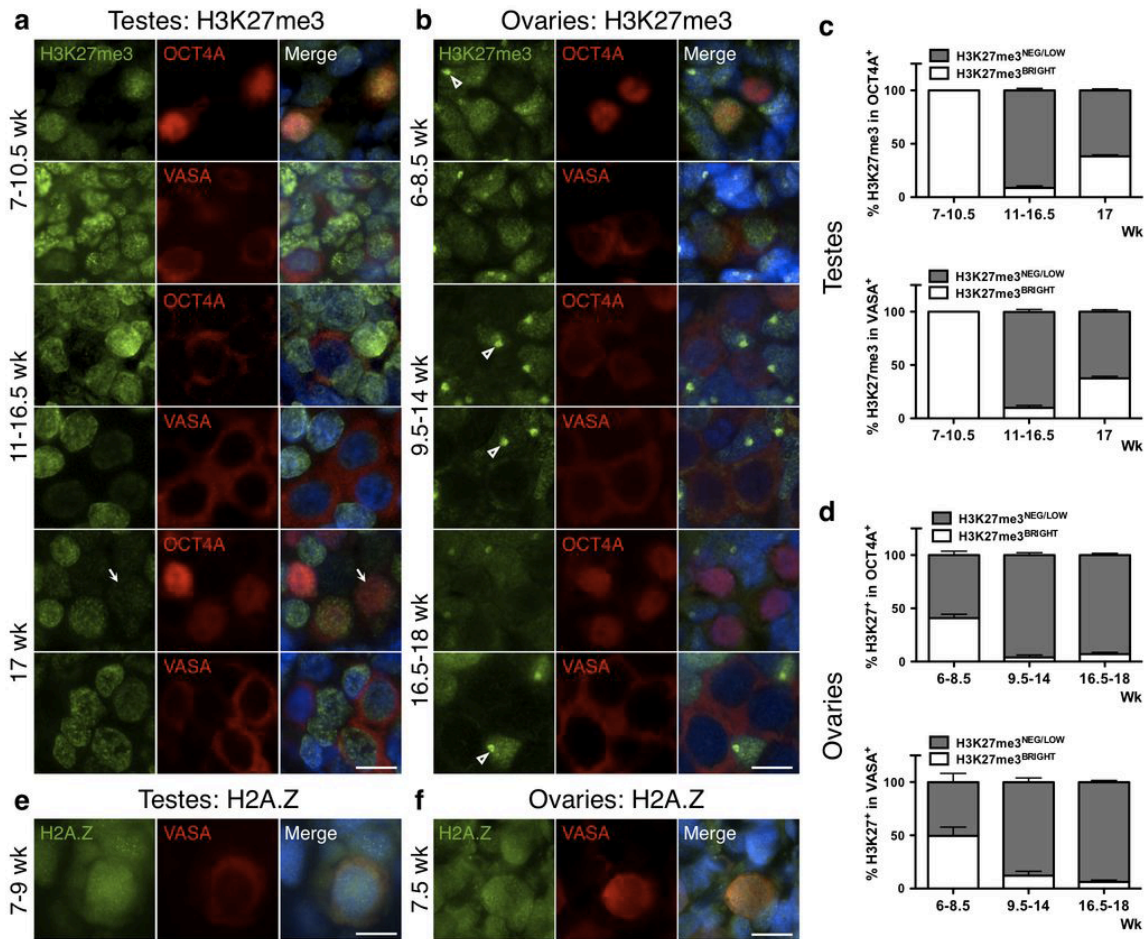 a
Testes: H3K27me3
H3K27me3
OCT4A
Merge
7-10.5 wk
VASA
11-16.5 wk
OCT4A
VASA
17 wk
OCT4A
VASA
b
Ovaries: H3K27me3
H3K27me3
OCT4A
Merge
6-8.5 wk
VASA
9.5-14 wk
OCT4A
VASA
16.5-18 wk
OCT4A
VASA
c
Testes
H3K27me3NEG/LOW
H3K27me3BRIGHT
% H3K27me3 in OCT4A+
100
50
0
7-10.5 11-16.5 17
Wk
H3K27me3NEG/LOW
H3K27me3BRIGHT
% H3K27me3 in VASA+
100
50
0
7-10.5 11-16.5 17
Wk
d
Ovaries
H3K27me3NEG/LOW
H3K27me3BRIGHT
% H3K27+ in OCT4A+
100
50
0
6-8.5 9.5-14 16.5-18
Wk
H3K27me3NEG/LOW
H3K27me3BRIGHT
% H3K27+ in VASA+
100
50
0
6-8.5 9.5-14 16.5-18
Wk
e
Testes: H2A.Z
7-9 wk
H2A.Z
VASA
Merge
f
Ovaries: H2A.Z
7.5 wk
H2A.Z
VASA
Merge